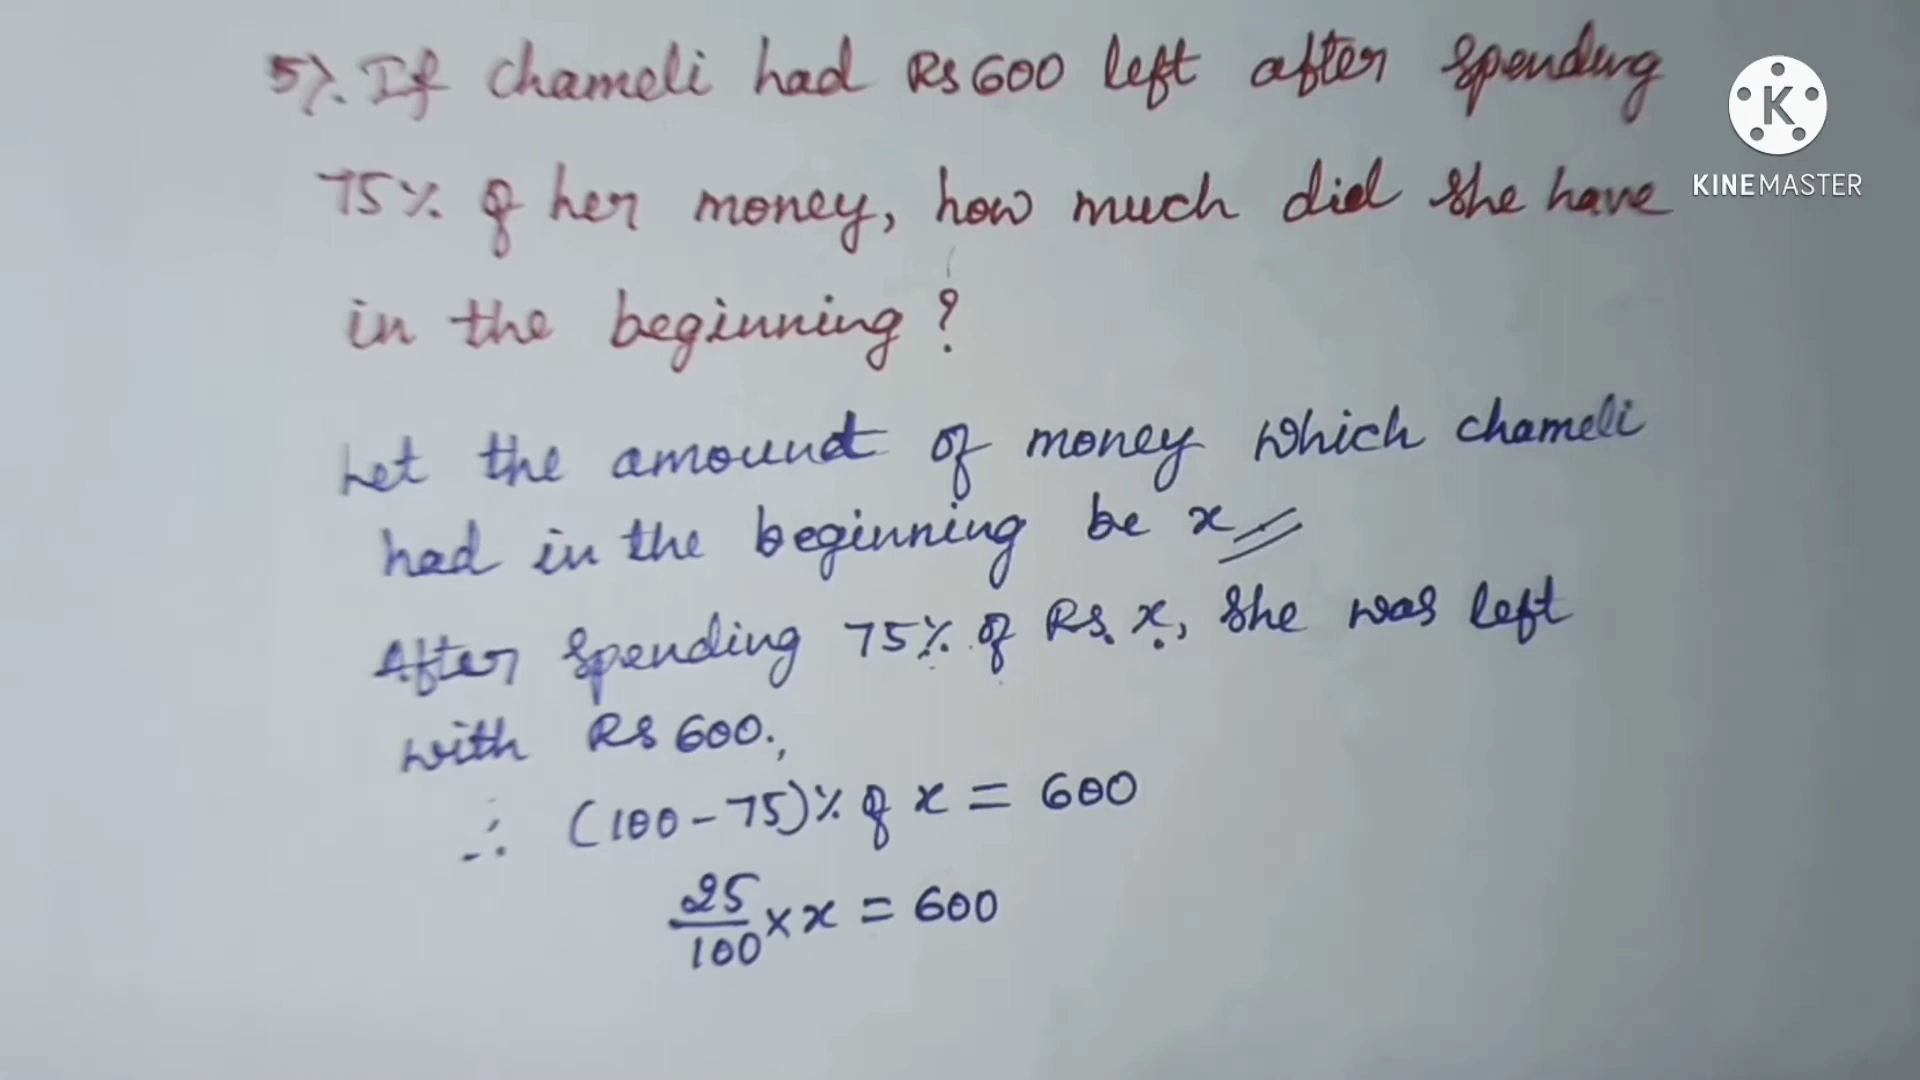 5). If chameli had Rs 600 left after spending
75% of her money, how much did she have
in the beginning?
Let the amount of money which chameli
had in the beginning be x
After spending 75% of Rs. x, she was left
with Rs 600.,
∴ (100-75)% of x = 600
25/100 × x = 600
K
KINEMASTER